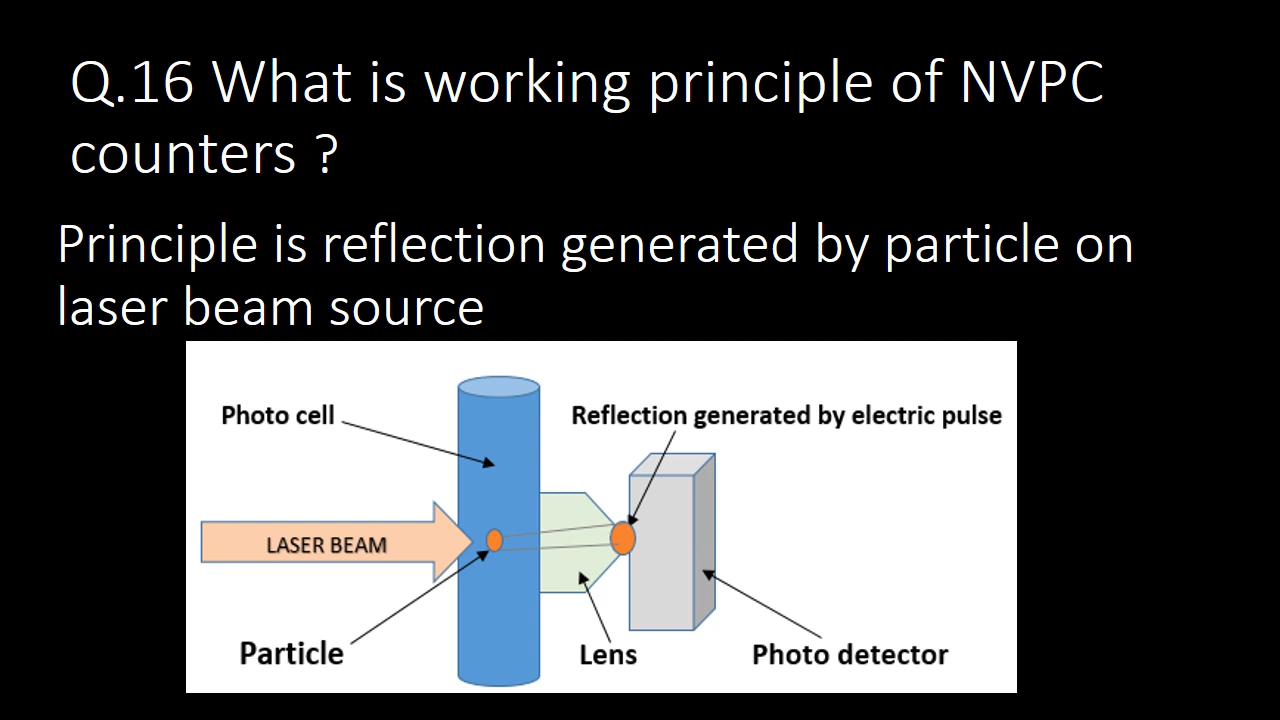 Q.16 What is working principle of NVPC
counters ?
Principle is reflection generated by particle on
laser beam source
Photo cell
Reflection generated by electric pulse
LASER BEAM
Particle
Lens
Photo detector